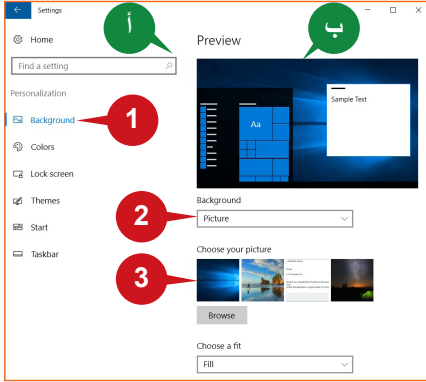 Settings
أ
ب
Home
Preview
Find a setting
Personalization
Sample Text
Aa
1
Background
Colors
Lock screen
Background
Themes
2
Picture
Start
Choose your picture
Taskbar
3
Browse
Choose a fit
Fill